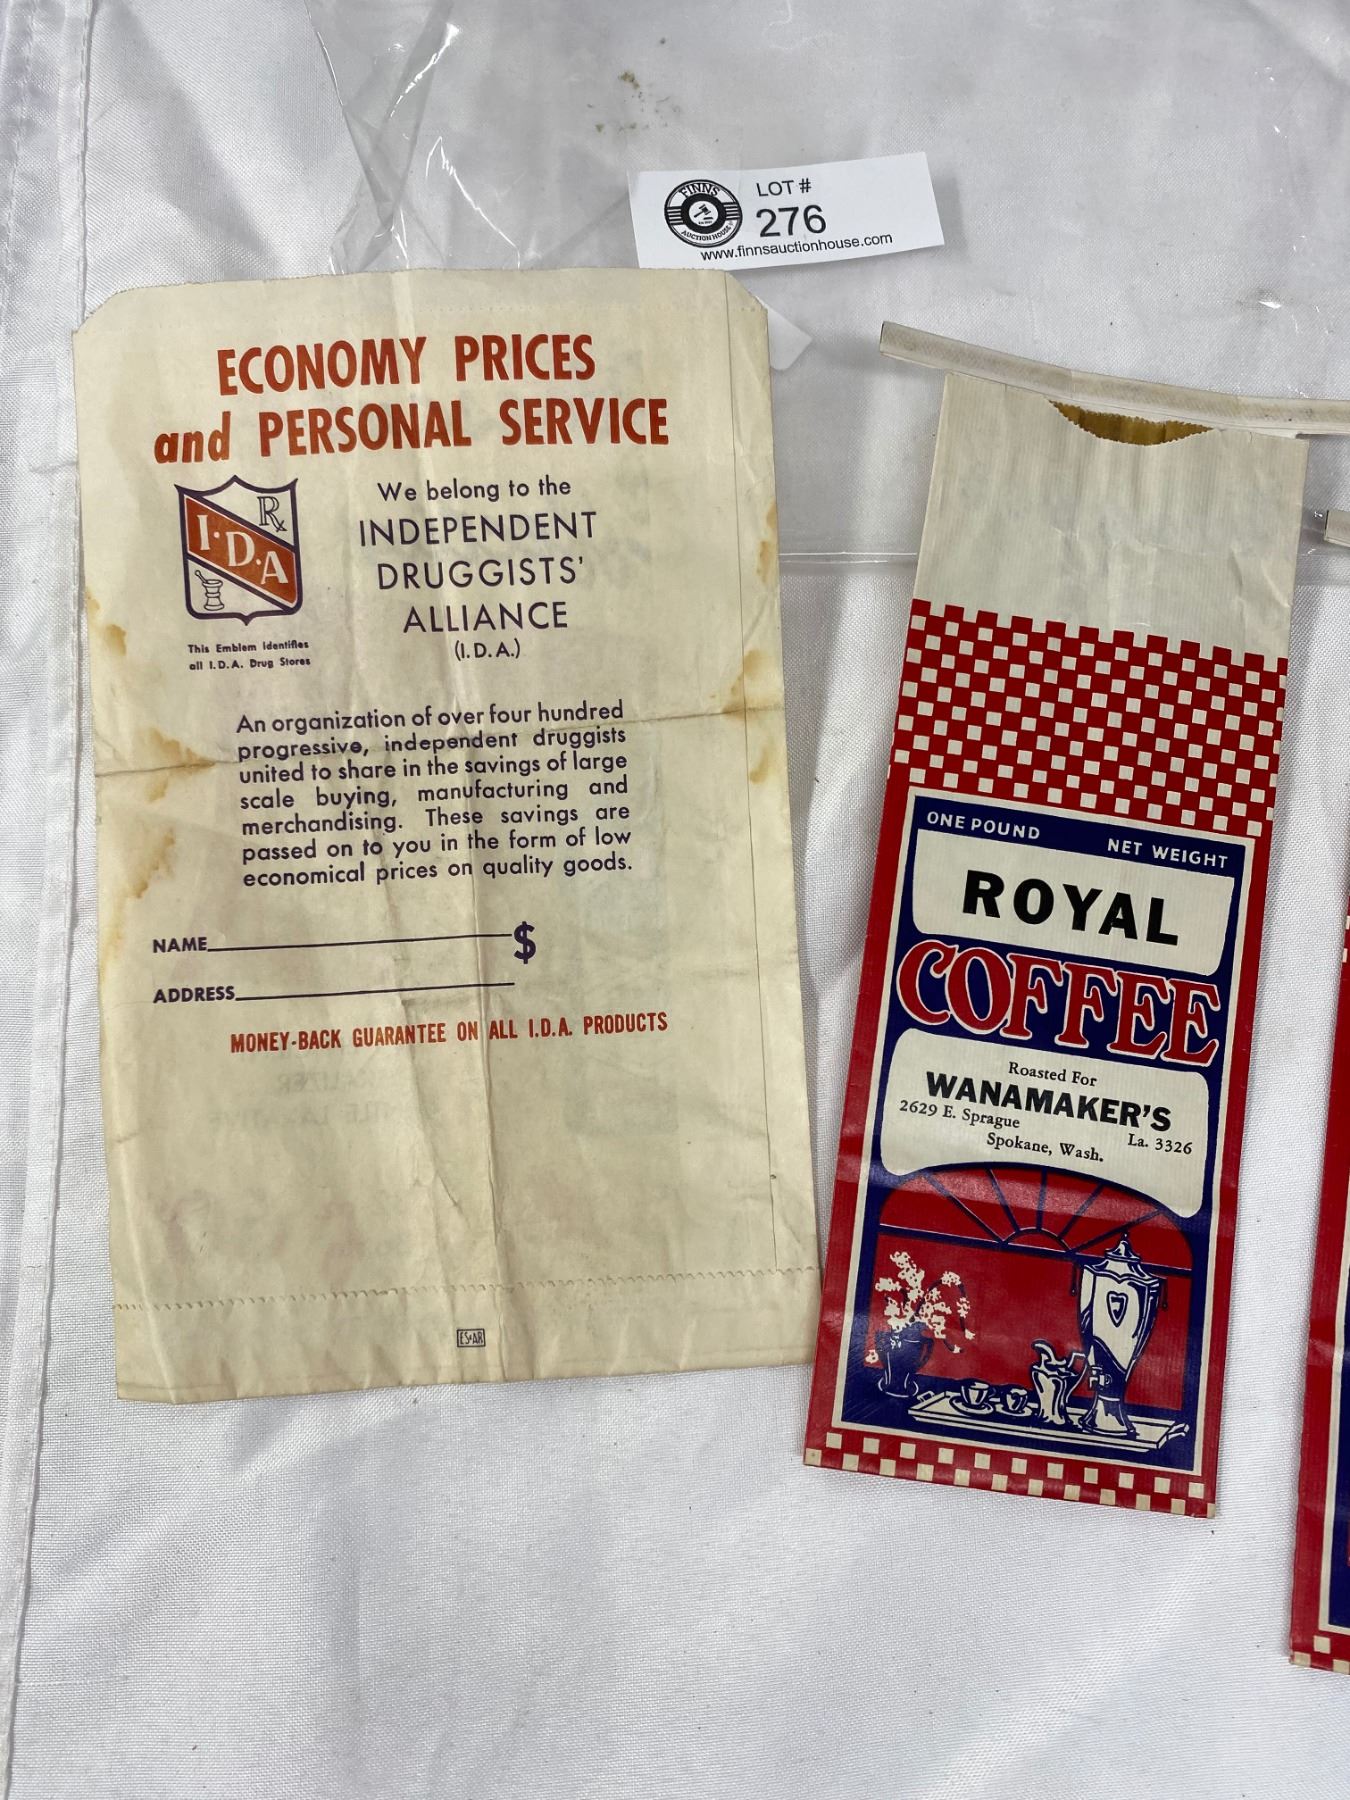 FINNS
AUCTION HOUSE
LOT #
276
www.finnsauctionhouse.com
ECONOMY PRICES
and PERSONAL SERVICE
I.D.A
Rx
This Emblem Identifies
all I.D.A. Drug Stores
We belong to the
INDEPENDENT
DRUGGISTS'
ALLIANCE
(I.D.A.)
An organization of over four hundred
progressive, independent druggists
united to share in the savings of large
scale buying, manufacturing and
merchandising. These savings are
passed on to you in the form of low
economical prices on quality goods.
NAME $
ADDRESS
MONEY-BACK GUARANTEE ON ALL I.D.A. PRODUCTS
ES&AR
ONE POUND NET WEIGHT
ROYAL
COFFEE
Roasted For
WANAMAKER'S
2629 E. Sprague La. 3326
Spokane, Wash.